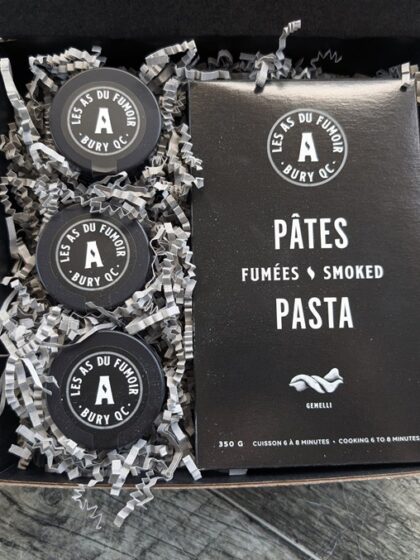 LES AS DU FUMOIR
A
· BURY QC ·
LES AS DU FUMOIR
A
· BURY QC ·
LES AS DU FUMOIR
A
· BURY QC ·
LES AS DU FUMOIR
A
· BURY QC ·
PÂTES
FUMÉES SMOKED
PASTA
GEMELLI
350 G CUISSON 6 À 8 MINUTES • COOKING 6 TO 8 MINUTES